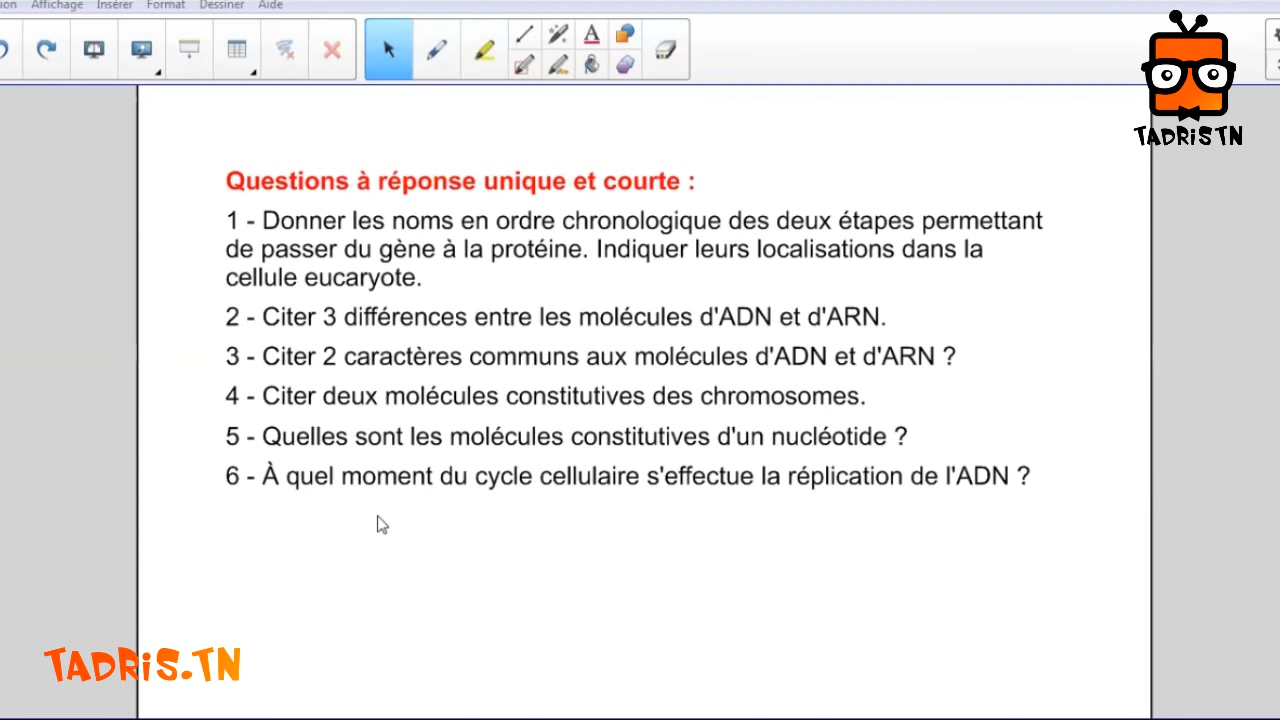 Affichage Insérer Format Dessiner Aide
TADRISTN
Questions à réponse unique et courte :
1 - Donner les noms en ordre chronologique des deux étapes permettant
de passer du gène à la protéine. Indiquer leurs localisations dans la
cellule eucaryote.
2 - Citer 3 différences entre les molécules d'ADN et d'ARN.
3 - Citer 2 caractères communs aux molécules d'ADN et d'ARN ?
4 - Citer deux molécules constitutives des chromosomes.
5 - Quelles sont les molécules constitutives d'un nucléotide ?
6 - À quel moment du cycle cellulaire s'effectue la réplication de l'ADN ?
TADRiS.TN